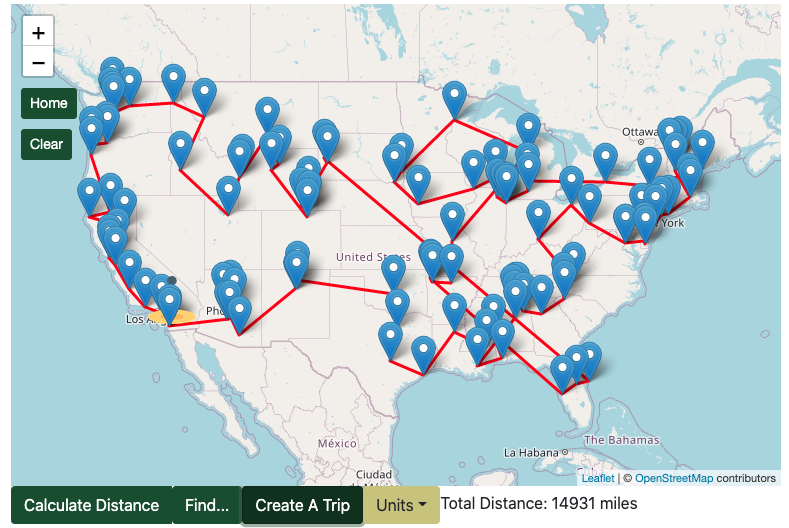 +
−
Home
Clear
Ottawa
York
United States
Los An
Pho
México
La Habana
The Bahamas
Ciudad
Leaflet | © OpenStreetMap contributors
Calculate Distance
Find...
Create A Trip
Units
Total Distance: 14931 miles